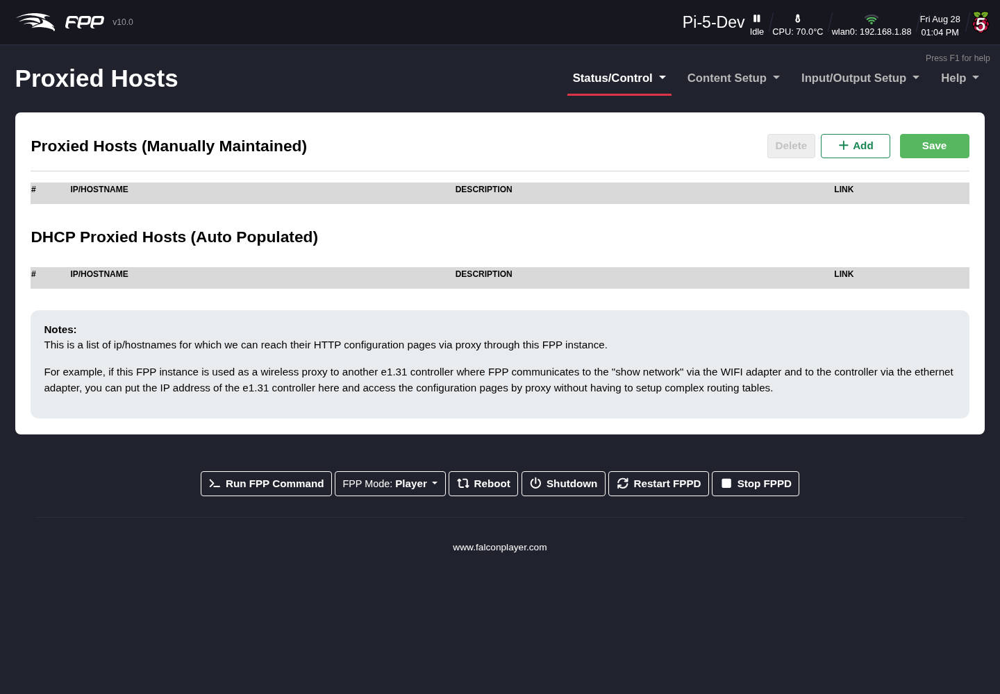 FPP v10.0
Pi-5-Dev
Idle
CPU: 70.0°C
wlan0: 192.168.1.88
Fri Aug 28
01:04 PM
5
Press F1 for help
Proxied Hosts
Status/Control
Content Setup
Input/Output Setup
Help
Proxied Hosts (Manually Maintained)
Delete
Add
Save
# IP/HOSTNAME DESCRIPTION LINK
DHCP Proxied Hosts (Auto Populated)
# IP/HOSTNAME DESCRIPTION LINK
Notes:
This is a list of ip/hostnames for which we can reach their HTTP configuration pages via proxy through this FPP instance.
For example, if this FPP instance is used as a wireless proxy to another e1.31 controller where FPP communicates to the "show network" via the WIFI adapter and to the controller via the ethernet
adapter, you can put the IP address of the e1.31 controller here and access the configuration pages by proxy without having to setup complex routing tables.
Run FPP Command
FPP Mode: Player
Reboot
Shutdown
Restart FPPD
Stop FPPD
www.falconplayer.com